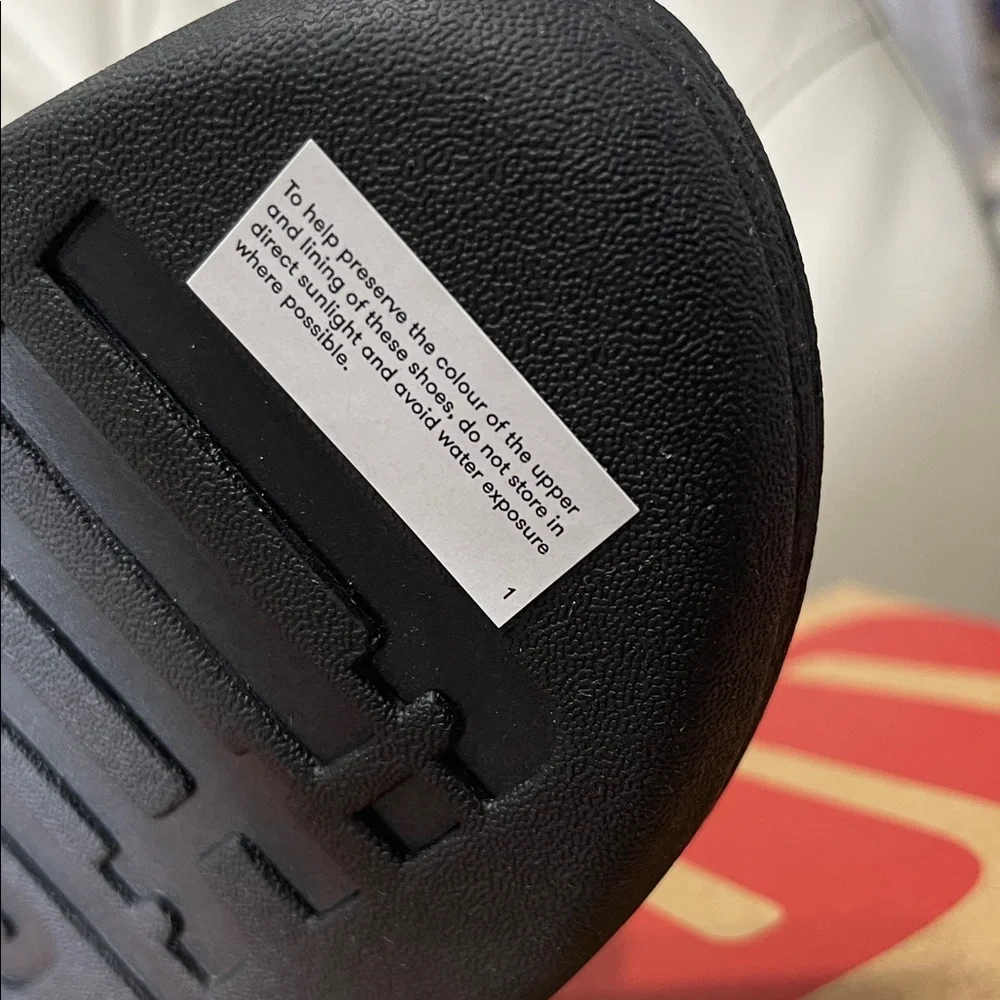 To help preserve the colour of the upper
and lining of these shoes, do not store in
direct sunlight and avoid water exposure
where possible.
1